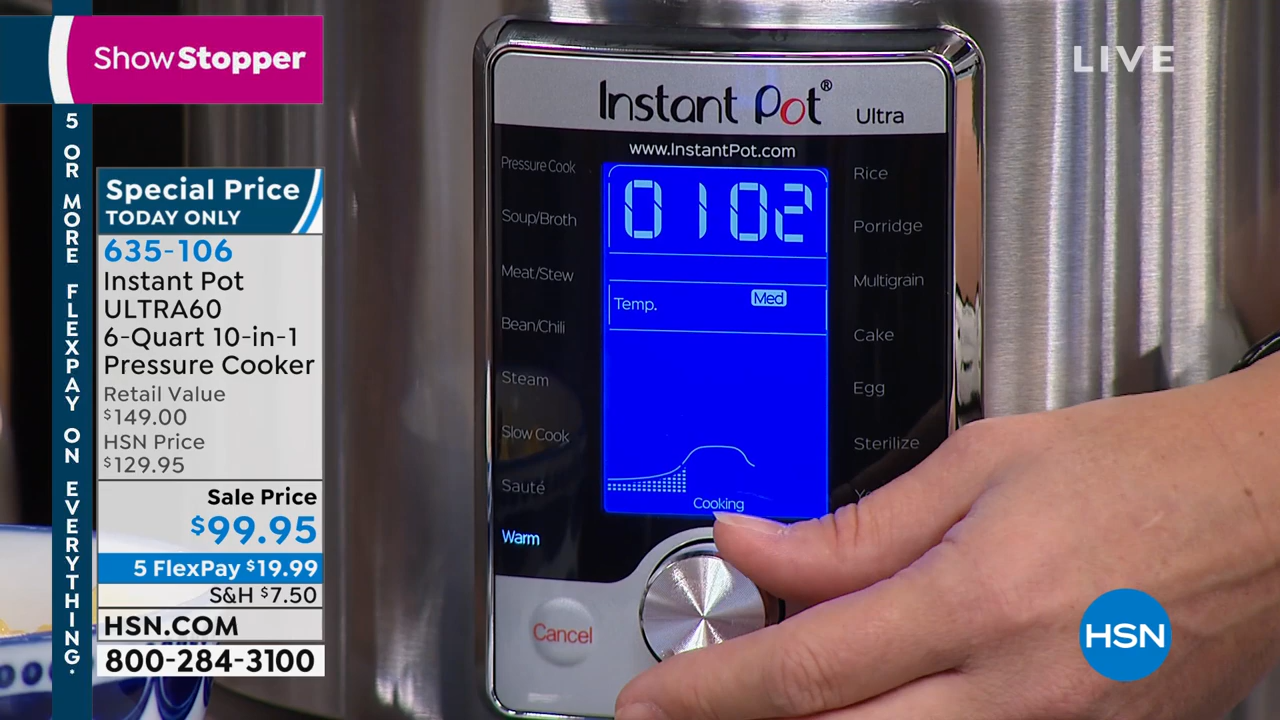 ShowStopper
5 OR MORE FLEXPAY ON EVERYTHING.
Special Price
TODAY ONLY
635-106
Instant Pot
ULTRA60
6-Quart 10-in-1
Pressure Cooker
Retail Value
$149.00
HSN Price
$129.95
Sale Price
$99.95
5 FlexPay $19.99
S&H $7.50
HSN.COM
800-284-3100
LIVE
Instant Pot® Ultra
www.InstantPot.com
Pressure Cook
Soup/Broth
Meat/Stew
Bean/Chili
Steam
Slow Cook
Sauté
Warm
0102
Temp. Med
Cooking
Rice
Porridge
Multigrain
Cake
Egg
Sterilize
Cancel
HSN